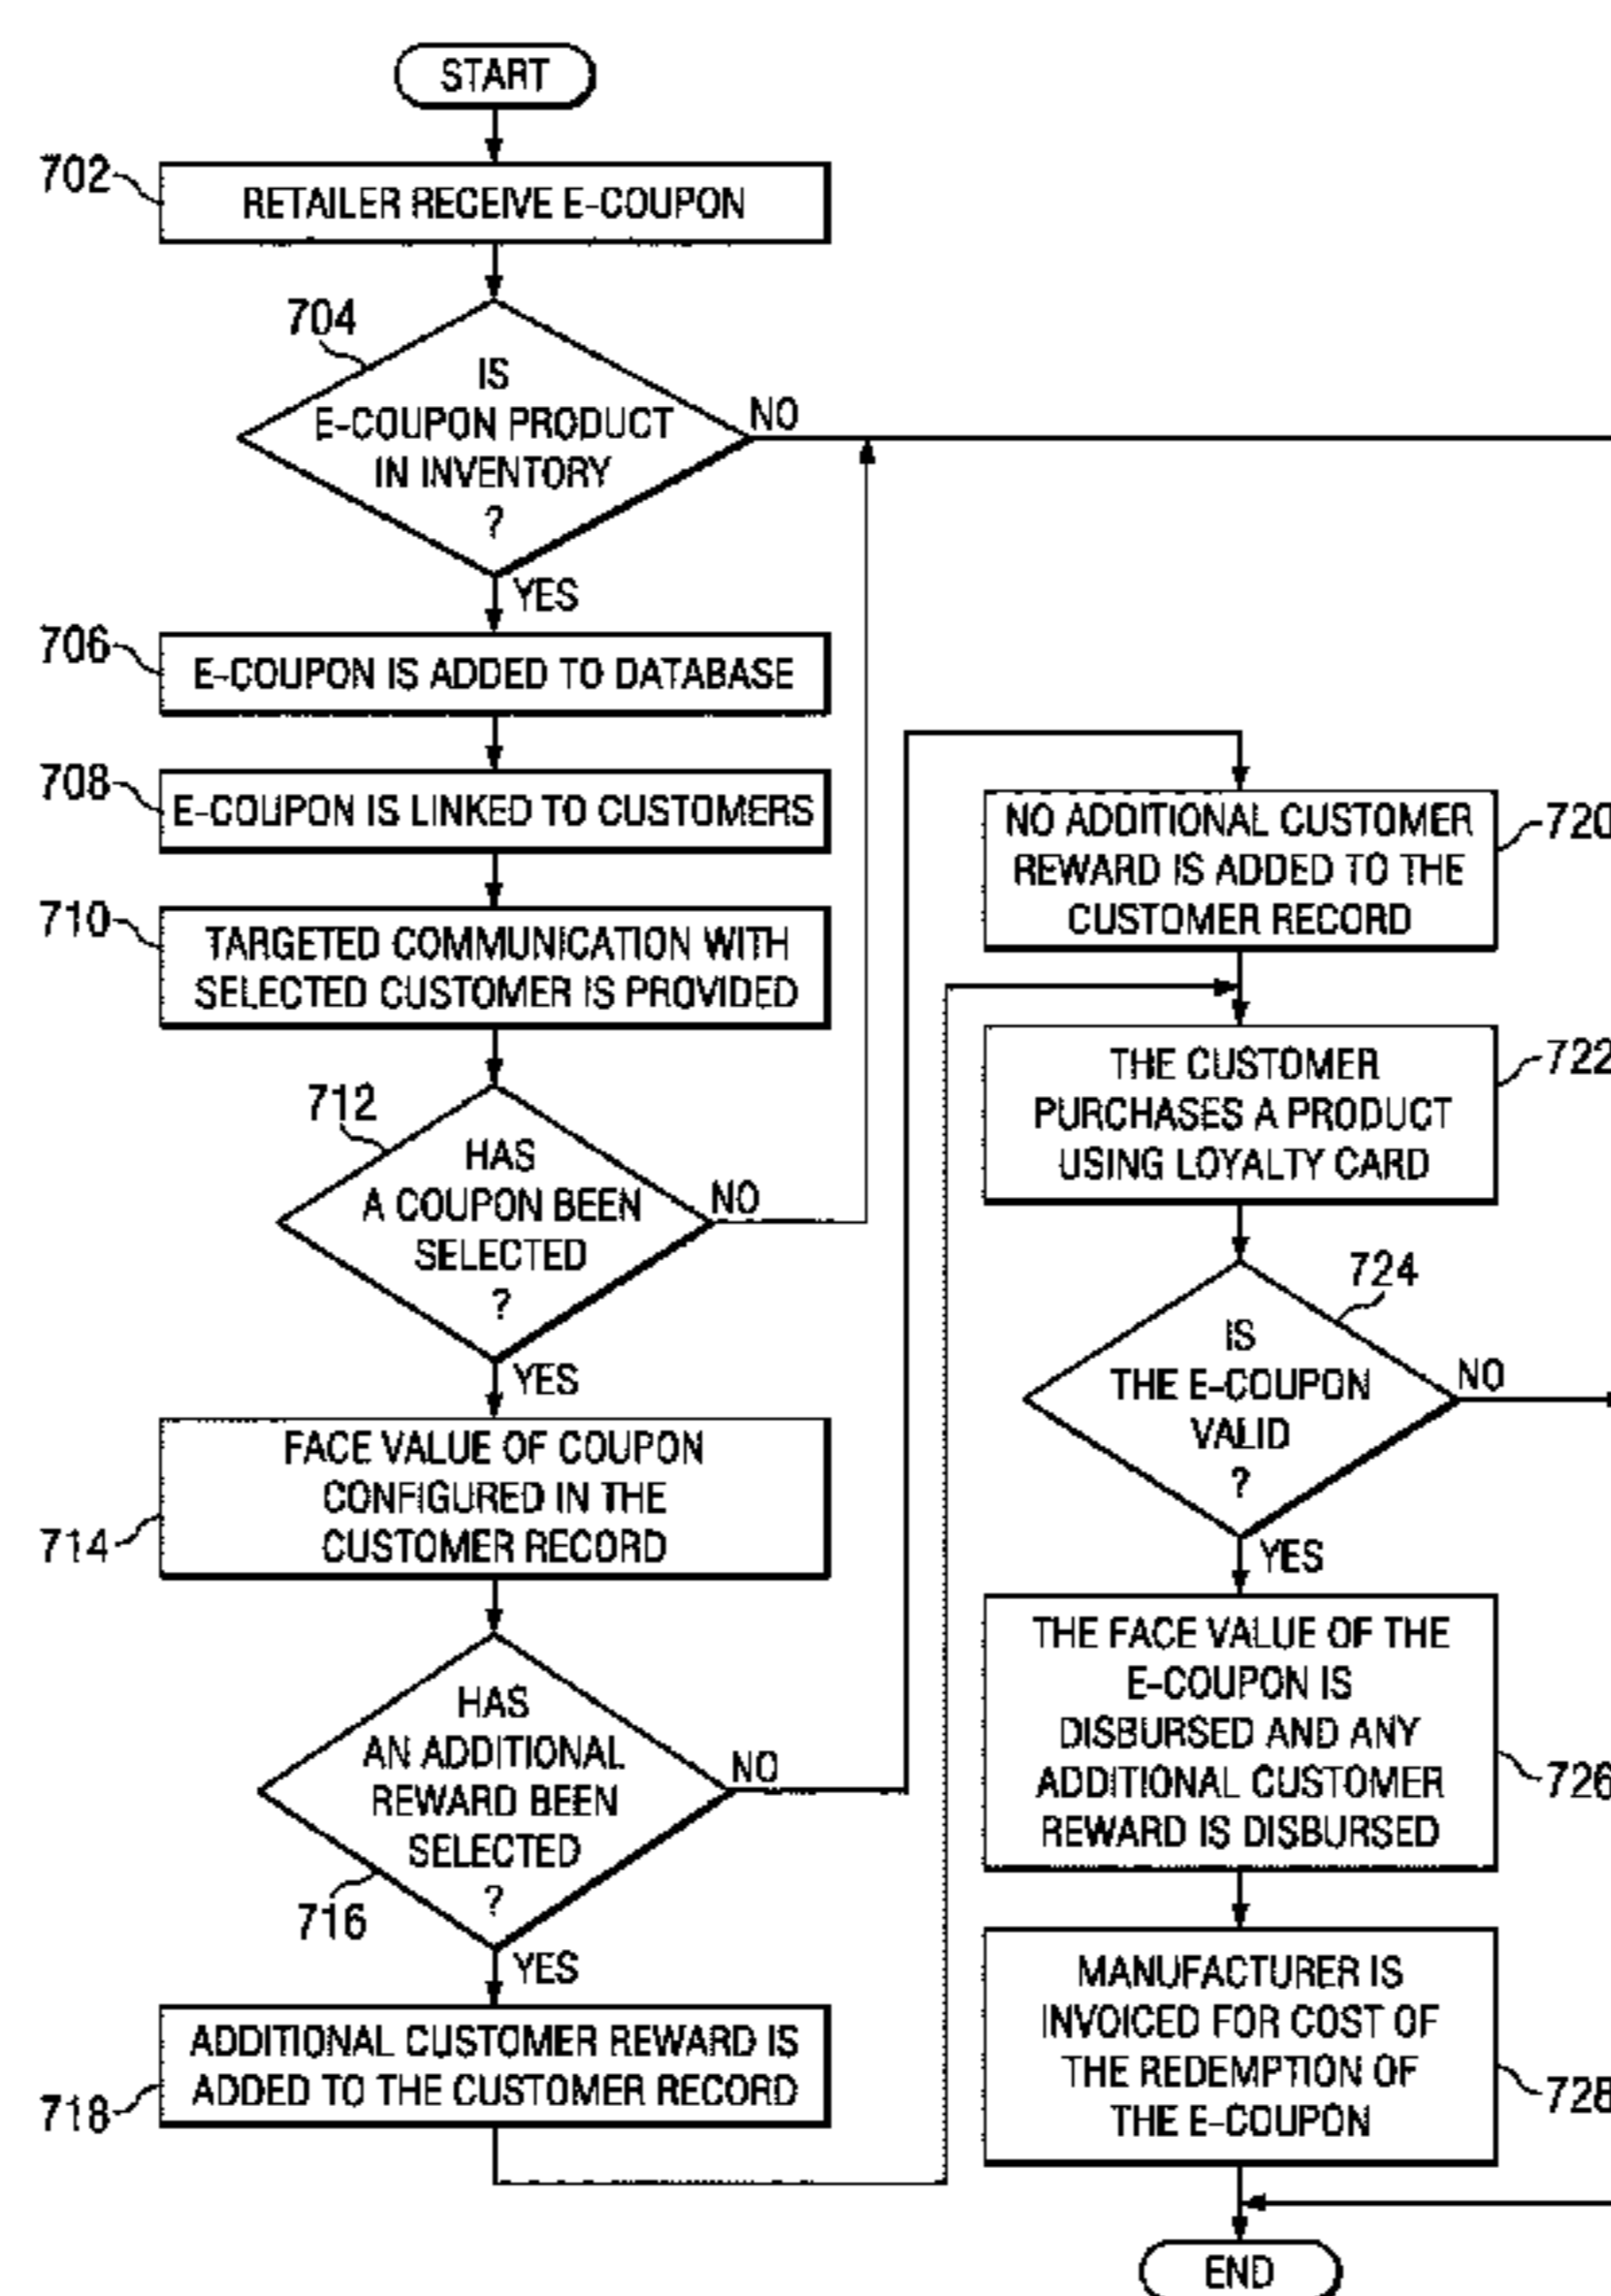 START
702
RETAILER RECEIVE E-COUPON
704
IS
E-COUPON PRODUCT
IN INVENTORY
?
NO
YES
706
E-COUPON IS ADDED TO DATABASE
708
E-COUPON IS LINKED TO CUSTOMERS
710
TARGETED COMMUNICATION WITH
SELECTED CUSTOMER IS PROVIDED
712
HAS
A COUPON BEEN
SELECTED
?
NO
YES
714
FACE VALUE OF COUPON
CONFIGURED IN THE
CUSTOMER RECORD
716
HAS
AN ADDITIONAL
REWARD BEEN
SELECTED
?
NO
YES
718
ADDITIONAL CUSTOMER REWARD IS
ADDED TO THE CUSTOMER RECORD
720
NO ADDITIONAL CUSTOMER
REWARD IS ADDED TO THE
CUSTOMER RECORD
722
THE CUSTOMER
PURCHASES A PRODUCT
USING LOYALTY CARD
724
IS
THE E-COUPON
VALID
?
NO
YES
726
THE FACE VALUE OF THE
E-COUPON IS
DISBURSED AND ANY
ADDITIONAL CUSTOMER
REWARD IS DISBURSED
728
MANUFACTURER IS
INVOICED FOR COST OF
THE REDEMPTION OF
THE E-COUPON
END